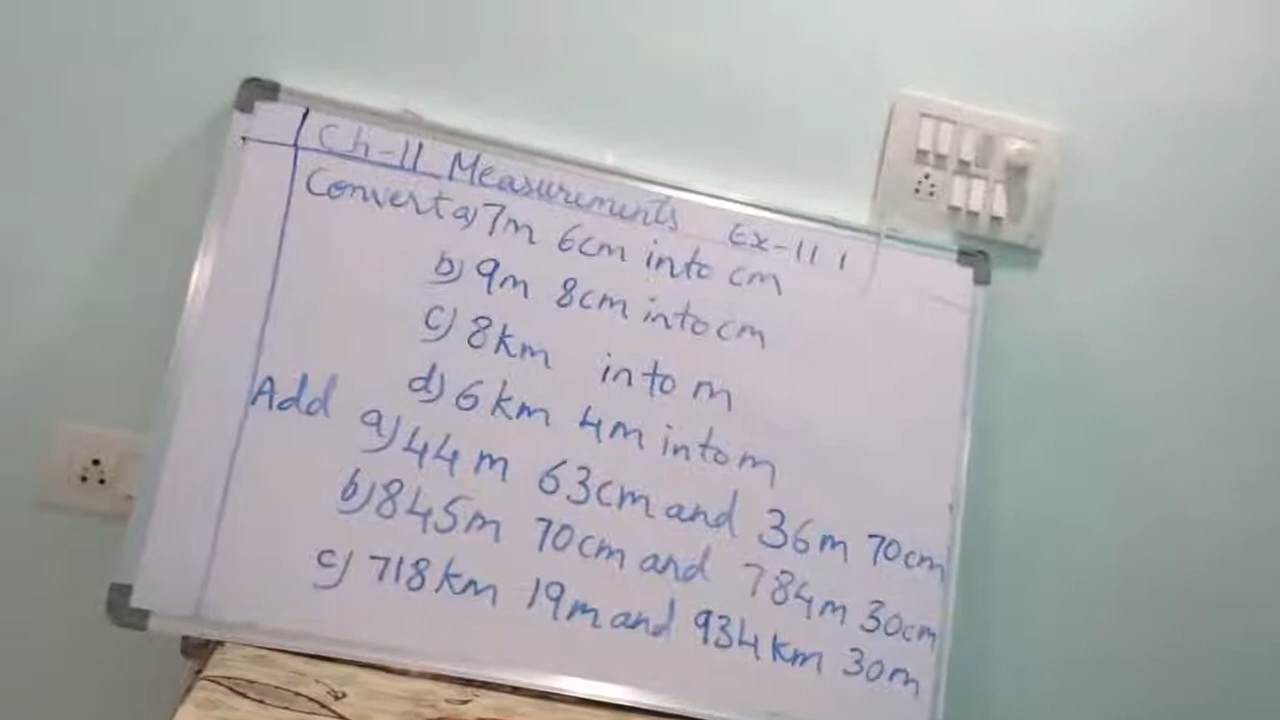 Ch-11 Measurements Ex-11 1
Convert a) 7m 6cm into cm
b) 9m 8cm into cm
c) 8km into m
d) 6km 4m into m
Add a) 44m 63cm and 36m 70cm
b) 845m 70cm and 784m 30cm
c) 718km 19m and 934km 30m